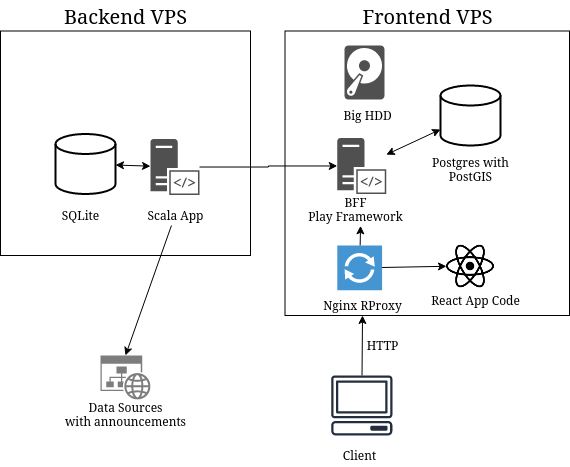 Backend VPS
Frontend VPS
Big HDD
Postgres with
PostGIS
</>
</>
SQLite
Scala App
BFF
Play Framework
Nginx RProxy
React App Code
HTTP
Data Sources
with announcements
Client